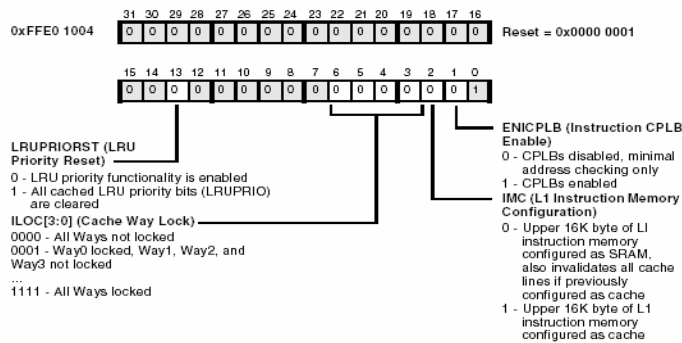 31 30 29 28 27 26 25 24 23 22 21 20 19 18 17 16
0xFFE0 1004
0 0 0 0 0 0 0 0 0 0 0 0 0 0 0 0
Reset = 0x0000 0001
15 14 13 12 11 10 9 8 7 6 5 4 3 2 1 0
0 0 0 0 0 0 0 0 0 0 0 0 0 0 0 1
LRUPRIORST (LRU
Priority Reset)
0 - LRU priority functionality is enabled
1 - All cached LRU priority bits (LRUPRIO)
are cleared
ILOC[3:0] (Cache Way Lock)
0000 - All Ways not locked
0001 - Way0 locked, Way1, Way2, and
Way3 not locked
...
1111 - All Ways locked
ENICPLB (Instruction CPLB
Enable)
0 - CPLBs disabled, minimal
address checking only
1 - CPLBs enabled
IMC (L1 Instruction Memory
Configuration)
0 - Upper 16K byte of LI
instruction memory
configured as SRAM,
also invalidates all cache
lines if previously
configured as cache
1 - Upper 16K byte of L1
instruction memory
configured as cache